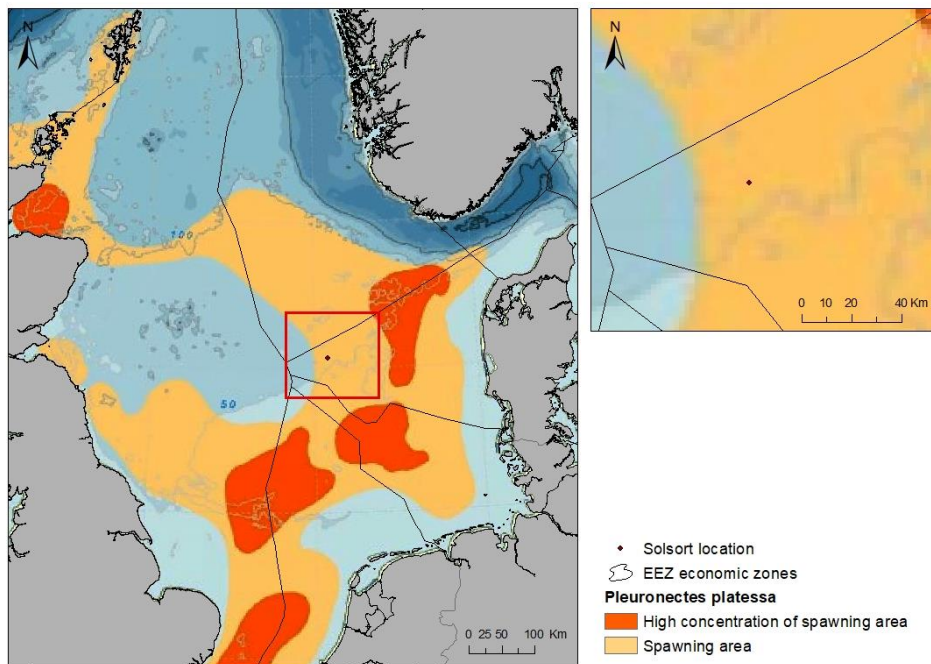 N
100
50
0 25 50 100 Km
N
0 10 20 40 Km
Solsort location
EEZ economic zones
Pleuronectes platessa
High concentration of spawning area
Spawning area